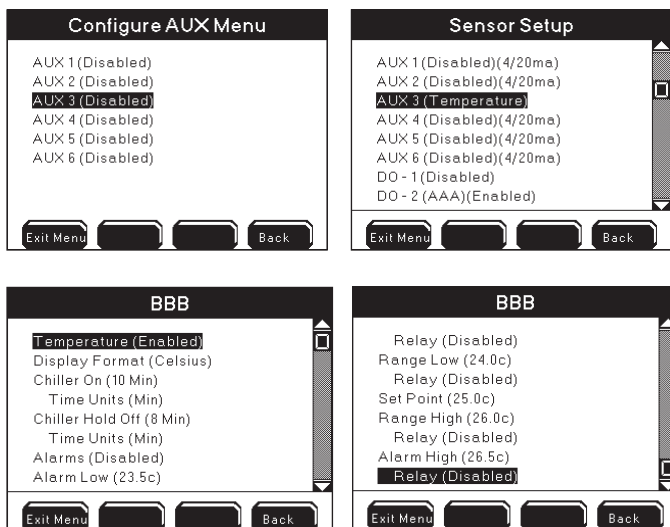 Configure AUX Menu
AUX 1 (Disabled)
AUX 2 (Disabled)
AUX 3 (Disabled)
AUX 4 (Disabled)
AUX 5 (Disabled)
AUX 6 (Disabled)
Exit Menu
Back
Sensor Setup
AUX 1 (Disabled)(4/20ma)
AUX 2 (Disabled)(4/20ma)
AUX 3 (Temperature)
AUX 4 (Disabled)(4/20ma)
AUX 5 (Disabled)(4/20ma)
AUX 6 (Disabled)(4/20ma)
DO - 1 (Disabled)
DO - 2 (AAA)(Enabled)
Exit Menu
Back
BBB
Temperature (Enabled)
Display Format (Celsius)
Chiller On (10 Min)
Time Units (Min)
Chiller Hold Off (8 Min)
Time Units (Min)
Alarms (Disabled)
Alarm Low (23.5c)
Exit Menu
Back
BBB
Relay (Disabled)
Range Low (24.0c)
Relay (Disabled)
Set Point (25.0c)
Range High (26.0c)
Relay (Disabled)
Alarm High (26.5c)
Relay (Disabled)
Exit Menu
Back